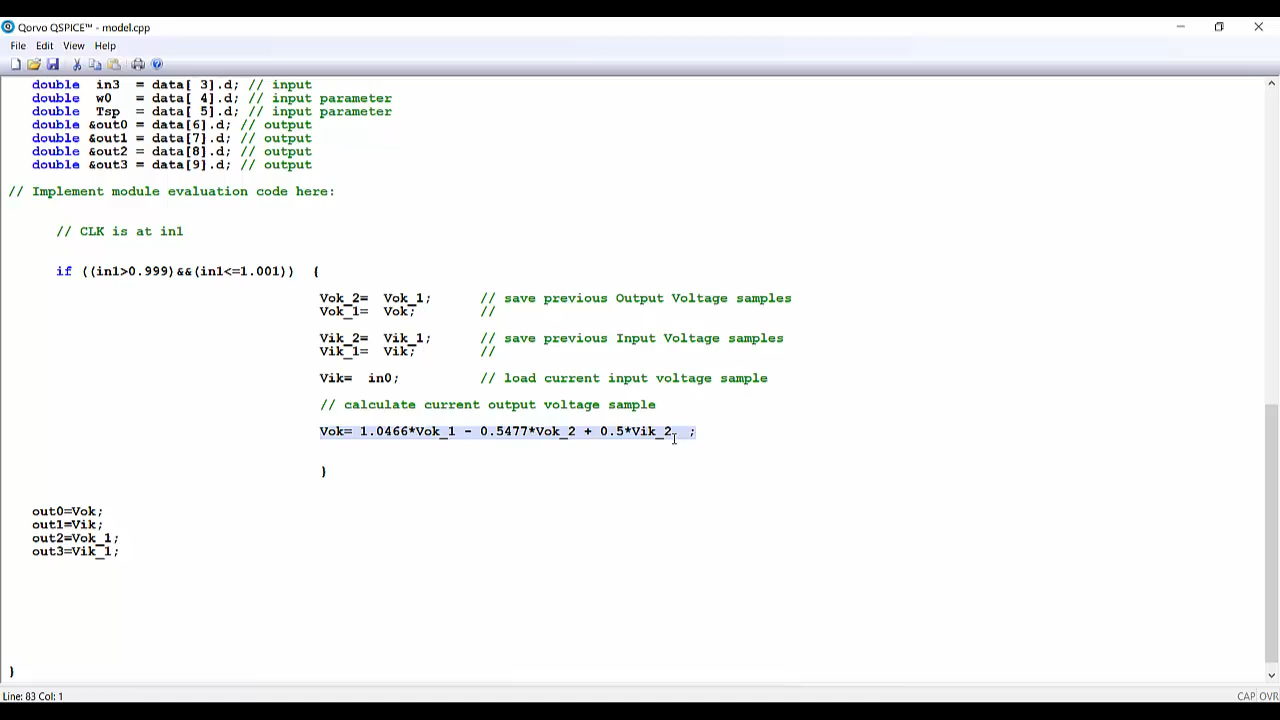 Qorvo QSPICE™ - model.cpp
File Edit View Help
double in3 = data[ 3].d; // input
double w0 = data[ 4].d; // input parameter
double Tsp = data[ 5].d; // input parameter
double &out0 = data[6].d; // output
double &out1 = data[7].d; // output
double &out2 = data[8].d; // output
double &out3 = data[9].d; // output
// Implement module evaluation code here:
// CLK is at in1
if ((in1>0.999)&&(in1<=1.001)) {
Vok_2= Vok_1; // save previous Output Voltage samples
Vok_1= Vok; //
Vik_2= Vik_1; // save previous Input Voltage samples
Vik_1= Vik; //
Vik= in0; // load current input voltage sample
// calculate current output voltage sample
Vok= 1.0466*Vok_1 - 0.5477*Vok_2 + 0.5*Vik_2 ;
}
out0=Vok;
out1=Vik;
out2=Vok_1;
out3=Vik_1;
}
Line: 83 Col: 1
CAP OVR